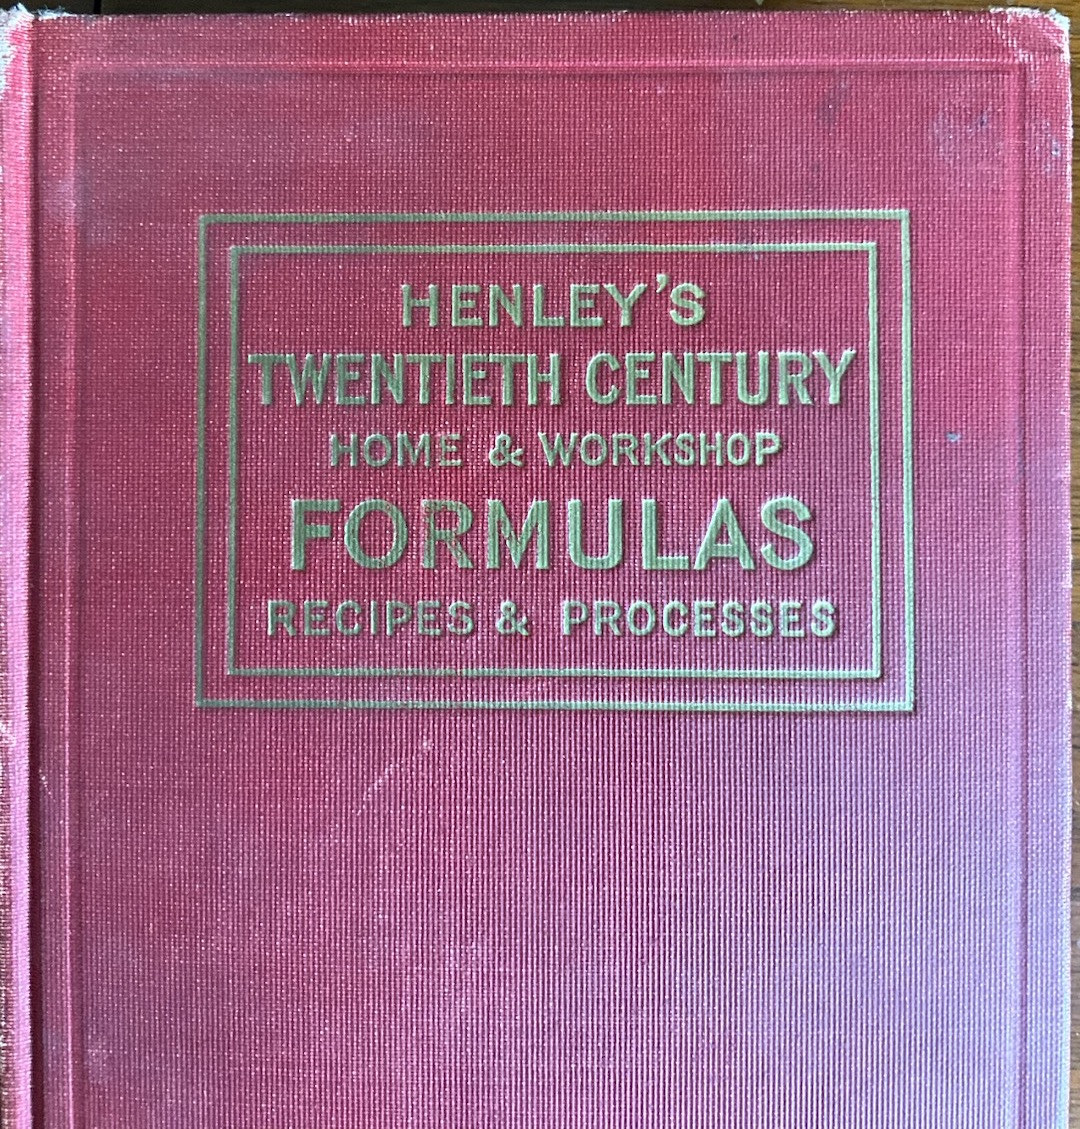 HENLEY'S
TWENTIETH CENTURY
HOME & WORKSHOP
FORMULAS
RECIPES & PROCESSES